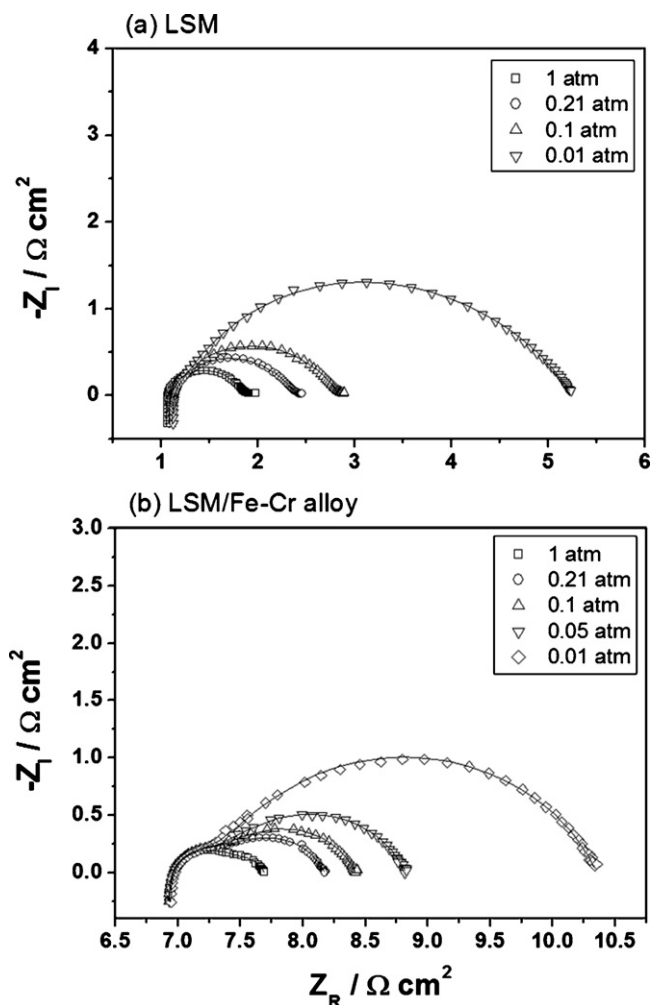 (a) LSM
4
3
2
1
0
1 2 3 4 5 6
-Z_I / Ω cm²
1 atm
0.21 atm
0.1 atm
0.01 atm
(b) LSM/Fe-Cr alloy
3.0
2.5
2.0
1.5
1.0
0.5
0.0
6.5 7.0 7.5 8.0 8.5 9.0 9.5 10.0 10.5
-Z_I / Ω cm²
1 atm
0.21 atm
0.1 atm
0.05 atm
0.01 atm
Z_R / Ω cm²